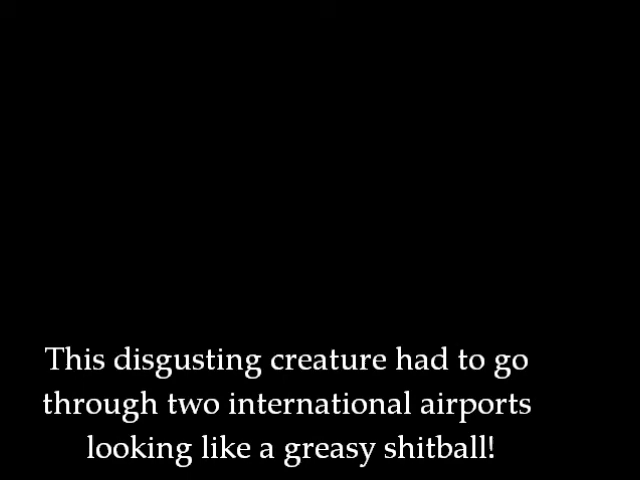 This disgusting creature had to go
through two international airports
looking like a greasy shitball!